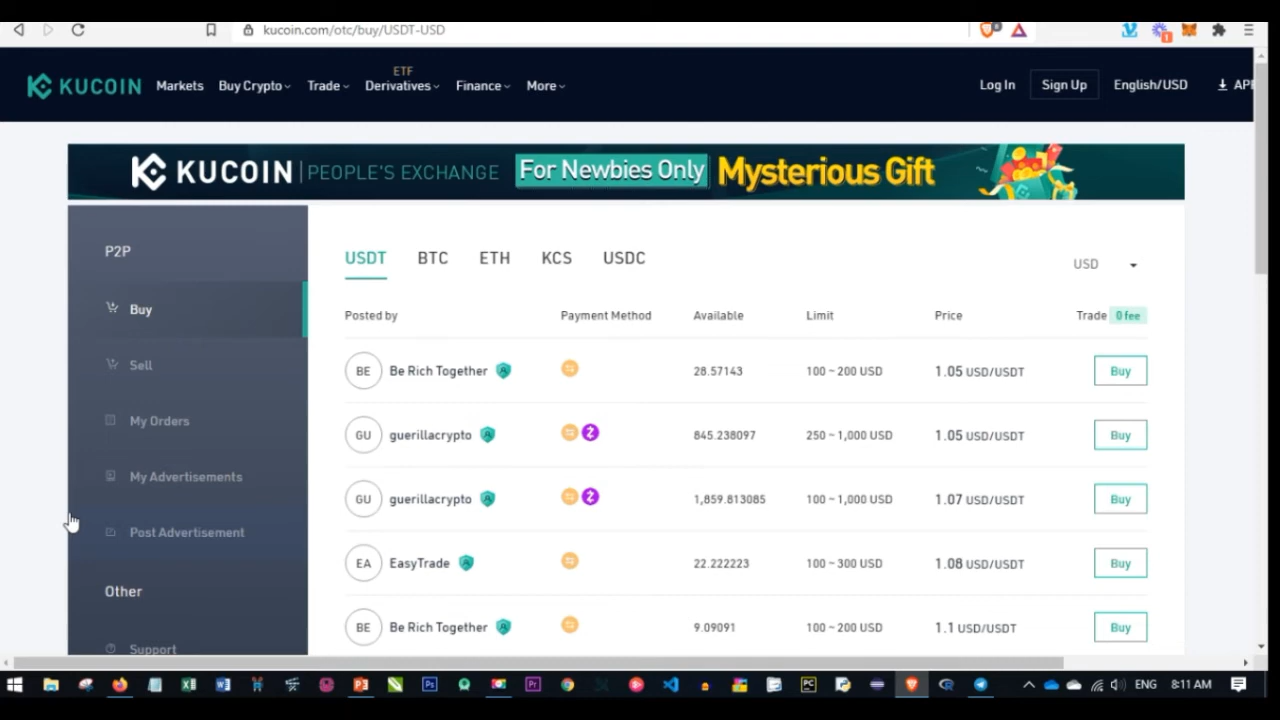 kucoin.com/otc/buy/USDT-USD
ETF
KUCOIN Markets Buy Crypto Trade Derivatives Finance More Log In Sign Up English/USD
KUCOIN | PEOPLE'S EXCHANGE For Newbies Only Mysterious Gift
P2P
Buy
Sell
My Orders
My Advertisements
Post Advertisement
Other
Support
USDT BTC ETH KCS USDC
USD
Posted by Payment Method Available Limit Price Trade 0 fee
BE Be Rich Together 28.57143 100 ~ 200 USD 1.05 USD/USDT Buy
GU guerillacrypto 845.238097 250 ~ 1,000 USD 1.05 USD/USDT Buy
GU guerillacrypto 1,859.813085 100 ~ 1,000 USD 1.07 USD/USDT Buy
EA EasyTrade 22.222223 100 ~ 300 USD 1.08 USD/USDT Buy
BE Be Rich Together 9.09091 100 ~ 200 USD 1.1 USD/USDT Buy
ENG 8:11 AM